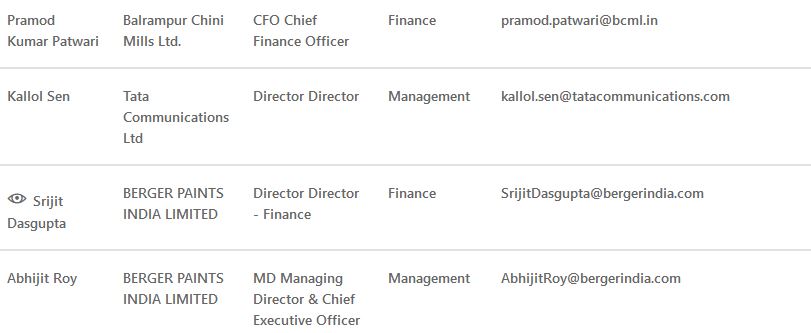 Pramod
Kumar Patwari
Balrampur Chini
Mills Ltd.
CFO Chief
Finance Officer
Finance
pramod.patwari@bcml.in
Kallol Sen
Tata
Communications
Ltd
Director Director
Management
kallol.sen@tatacommunications.com
Srijit
Dasgupta
BERGER PAINTS
INDIA LIMITED
Director Director
- Finance
Finance
SrijitDasgupta@bergerindia.com
Abhijit Roy
BERGER PAINTS
INDIA LIMITED
MD Managing
Director & Chief
Executive Officer
Management
AbhijitRoy@bergerindia.com